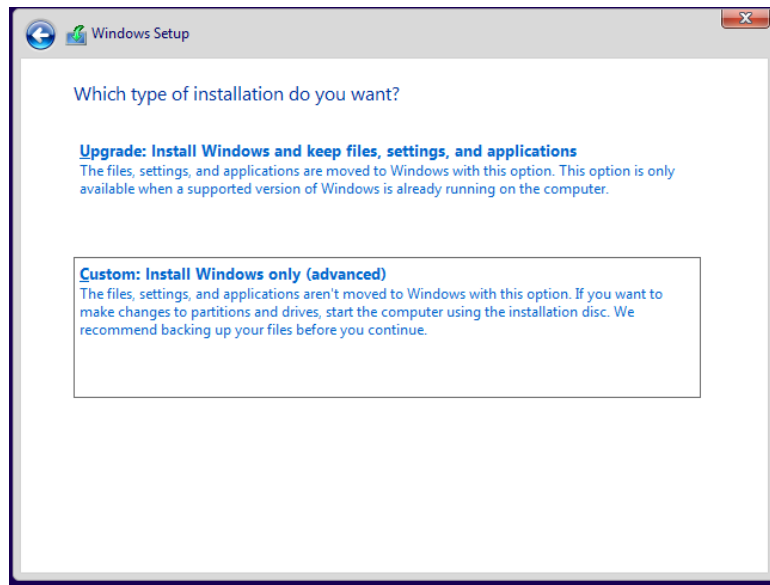 Windows Setup
Which type of installation do you want?
Upgrade: Install Windows and keep files, settings, and applications
The files, settings, and applications are moved to Windows with this option. This option is only
available when a supported version of Windows is already running on the computer.
Custom: Install Windows only (advanced)
The files, settings, and applications aren't moved to Windows with this option. If you want to
make changes to partitions and drives, start the computer using the installation disc. We
recommend backing up your files before you continue.